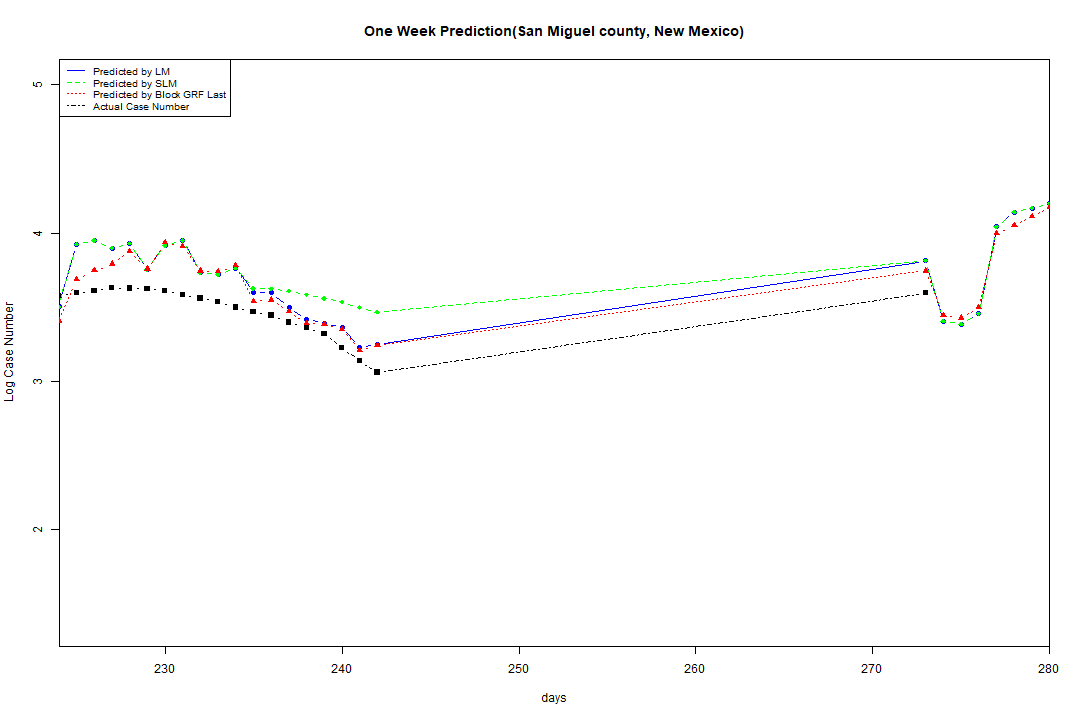 One Week Prediction(San Miguel county, New Mexico)
Predicted by LM
Predicted by SLM
Predicted by Block GRF Last
Actual Case Number
5
4
3
2
Log Case Number
230
240
250
260
270
280
days